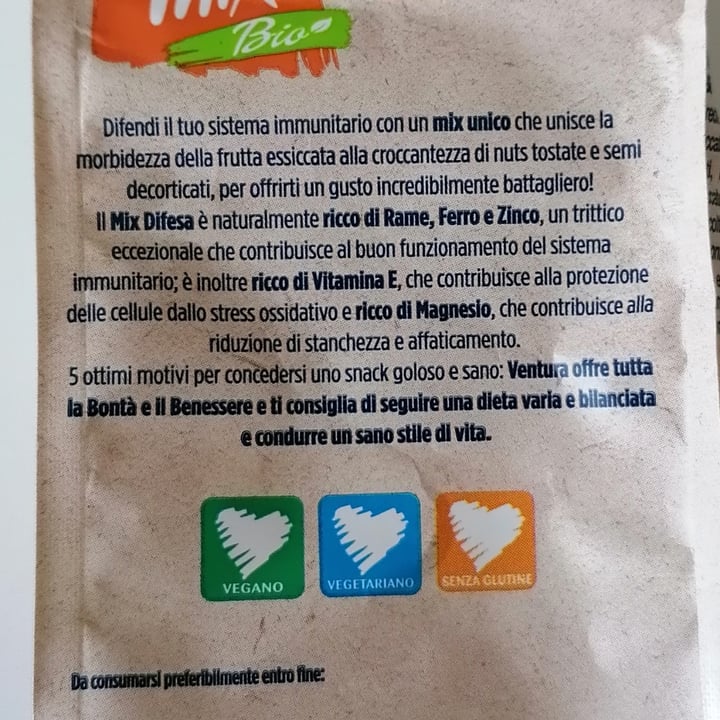 Mix
Bio
Difendi il tuo sistema immunitario con un mix unico che unisce la
morbidezza della frutta essiccata alla croccantezza di nuts tostate e semi
decorticati, per offrirti un gusto incredibilmente battagliero!
Il Mix Difesa è naturalmente ricco di Rame, Ferro e Zinco, un trittico
eccezionale che contribuisce al buon funzionamento del sistema
immunitario; è inoltre ricco di Vitamina E, che contribuisce alla protezione
delle cellule dallo stress ossidativo e ricco di Magnesio, che contribuisce alla
riduzione di stanchezza e affaticamento.
5 ottimi motivi per concedersi uno snack goloso e sano: Ventura offre tutta
la Bontà e il Benessere e ti consiglia di seguire una dieta varia e bilanciata
e condurre un sano stile di vita.
VEGANO
VEGETARIANO
SENZA GLUTINE
Da consumarsi preferibilmente entro fine: